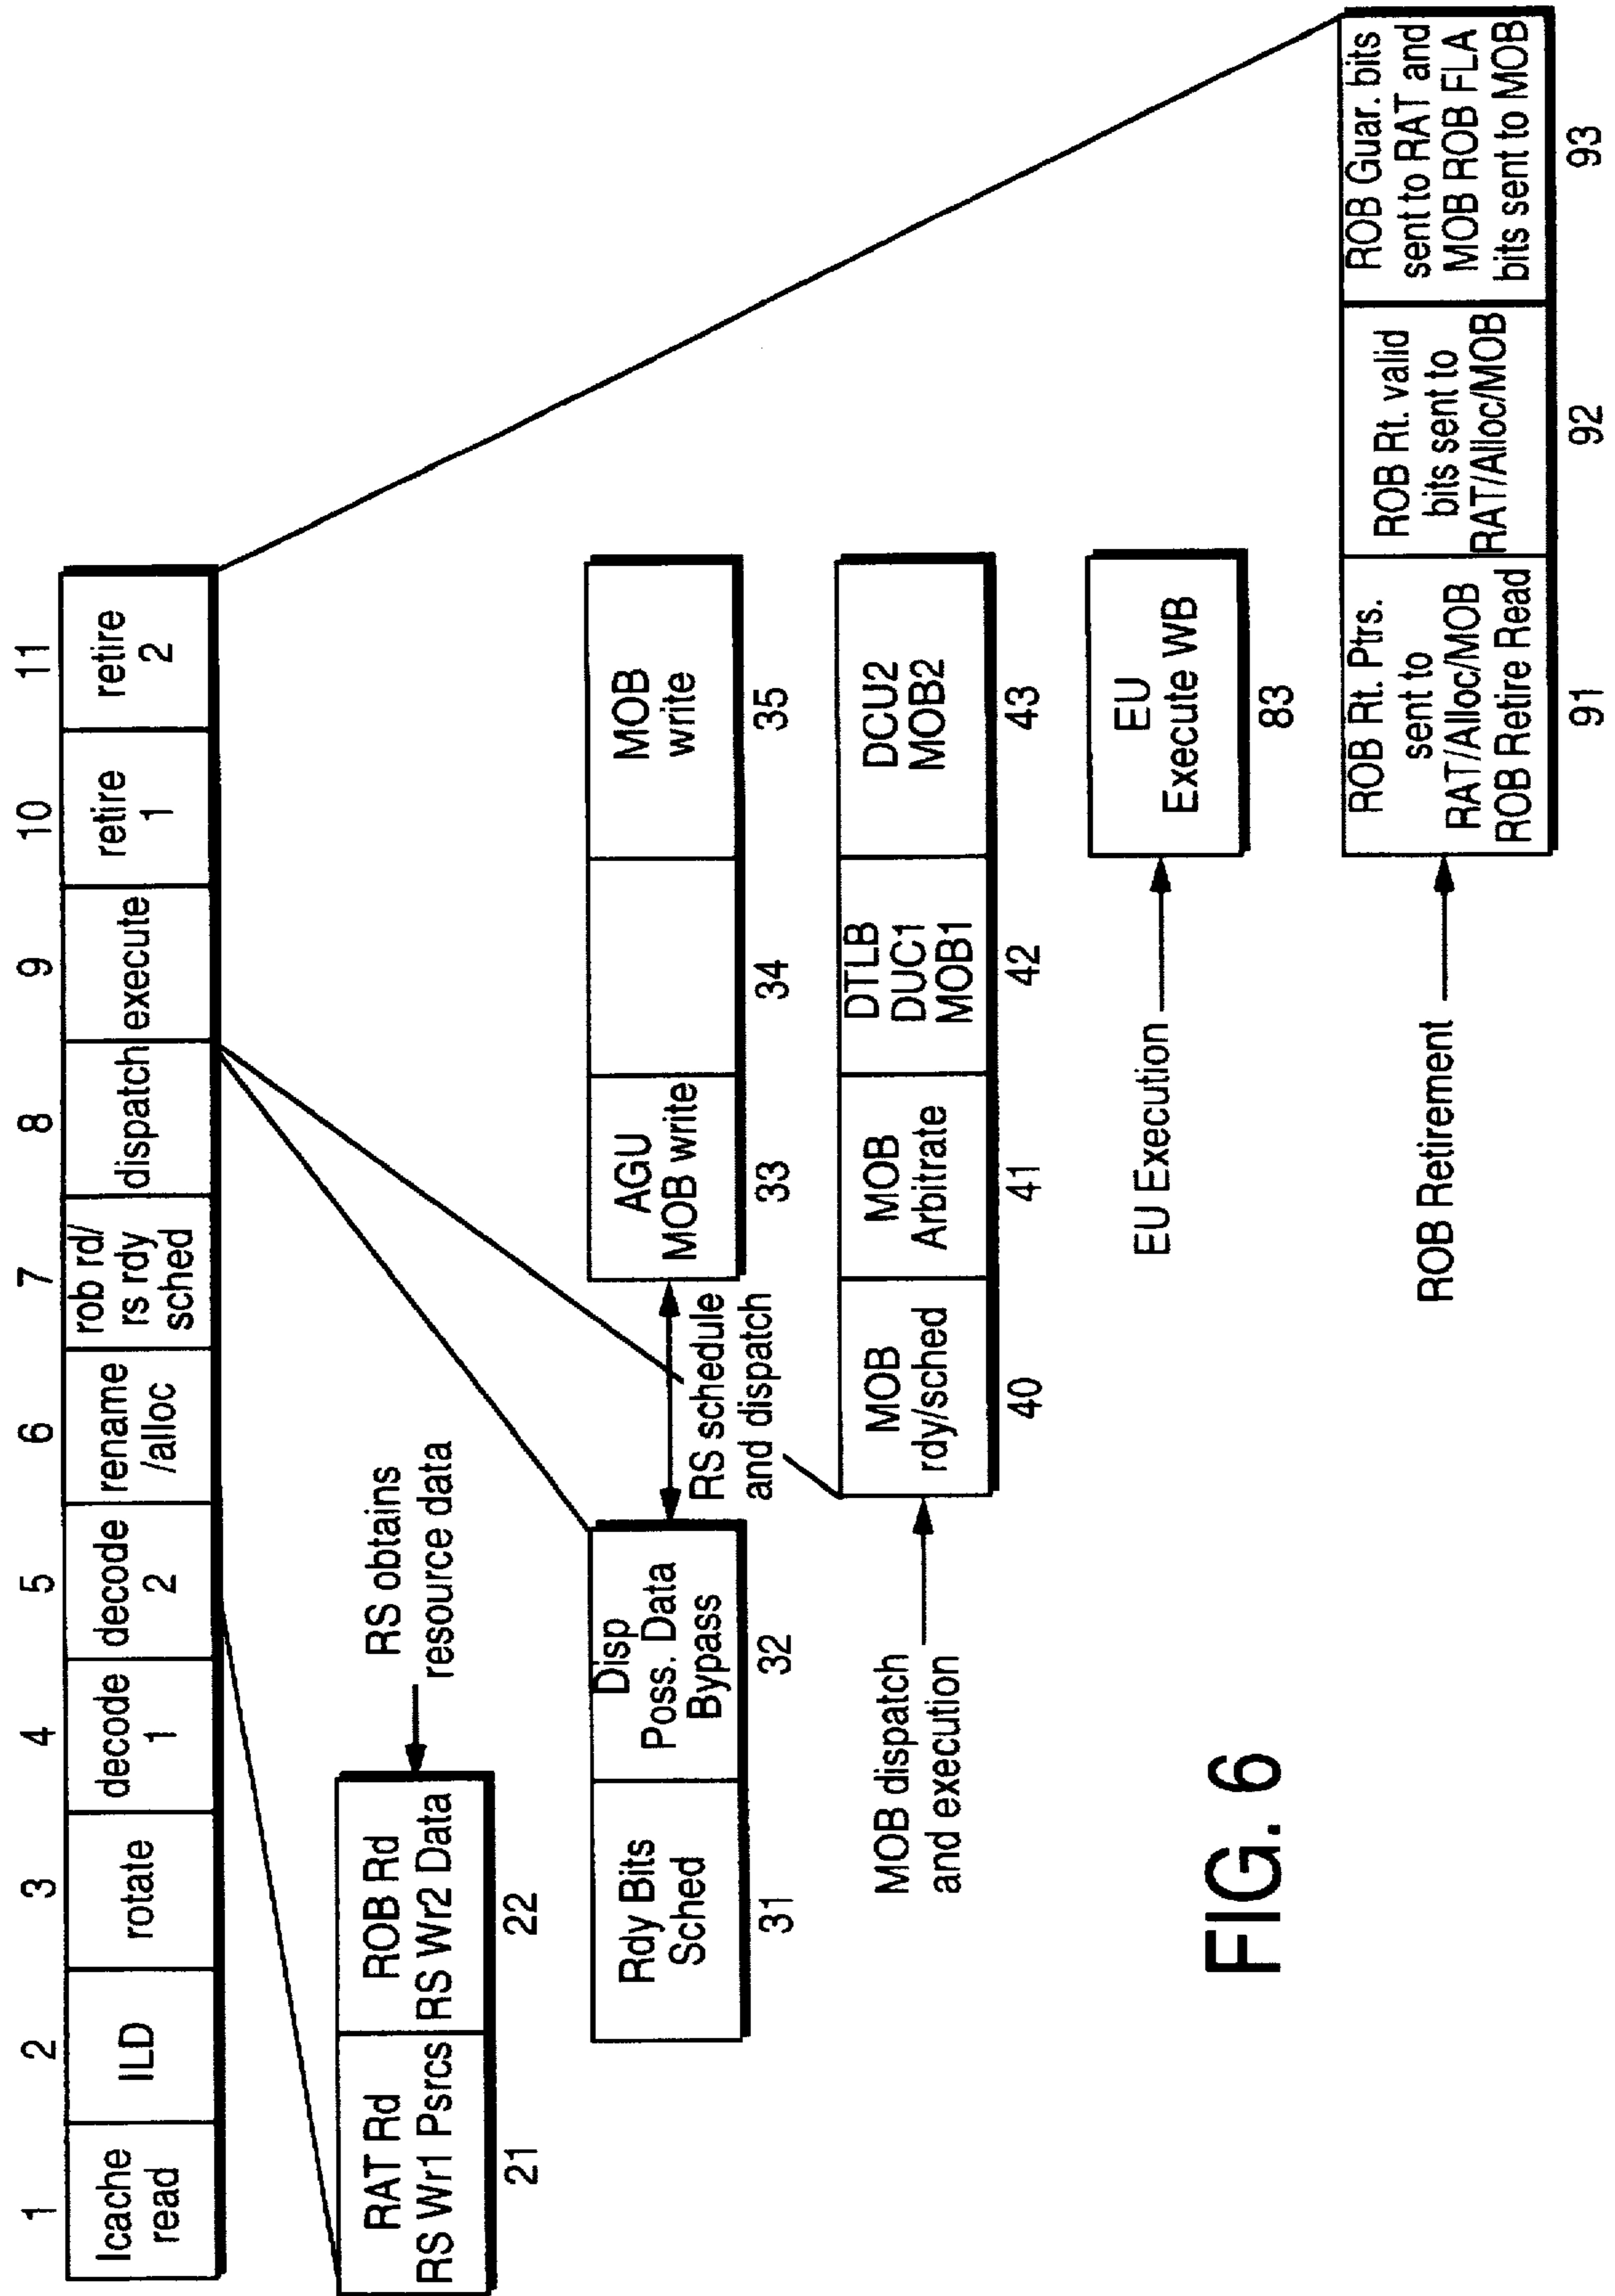 1 2 3 4 5 6 7 8 9 10 11
Icache
read
ILD
rotate
decode
1
decode
2
rename
/alloc
rob rd/
rs rdy
sched
dispatch
execute
retire
1
retire
2
RAT Rd
RS Wr1 Psrcs
21
ROB Rd
RS Wr2 Data
22
RS obtains
resource data
Rdy Bits
Sched
31
Disp
Poss. Data
Bypass
32
RS schedule
and dispatch
AGU
MOB write
33
34
MOB
write
35
MOB dispatch
and execution
MOB
rdy/sched
40
MOB
Arbitrate
41
DTLB
DUC1
MOB1
42
DCU2
MOB2
43
EU Execution
EU
Execute WB
83
ROB Retirement
ROB Rt. Ptrs.
sent to
RAT/Alloc/MOB
ROB Retire Read
91
ROB Rt. valid
bits sent to
RAT/Alloc/MOB
92
ROB Guar. bits
sent to RAT and
MOB ROB FLA
bits sent to MOB
93
FIG. 6